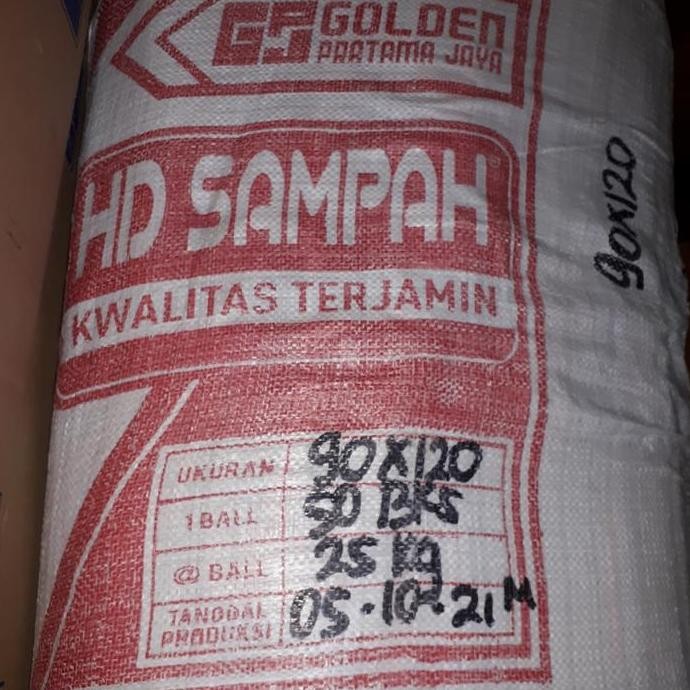 GOLDEN
PRATAMA JAYA
HD SAMPAH
KWALITAS TERJAMIN
90X120
UKURAN 90X120
1 BALL 50 BKS
@ BALL 25 Kg
TANGGAL PRODUKSI 05.10.21 M